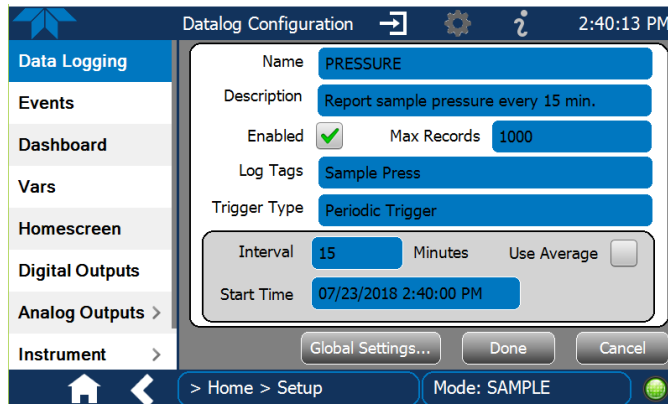 Datalog Configuration 2:40:13 PM
Data Logging
Events
Dashboard
Vars
Homescreen
Digital Outputs
Analog Outputs >
Instrument >
Name PRESSURE
Description Report sample pressure every 15 min.
Enabled Max Records 1000
Log Tags Sample Press
Trigger Type Periodic Trigger
Interval 15 Minutes Use Average
Start Time 07/23/2018 2:40:00 PM
Global Settings... Done Cancel
> Home > Setup Mode: SAMPLE